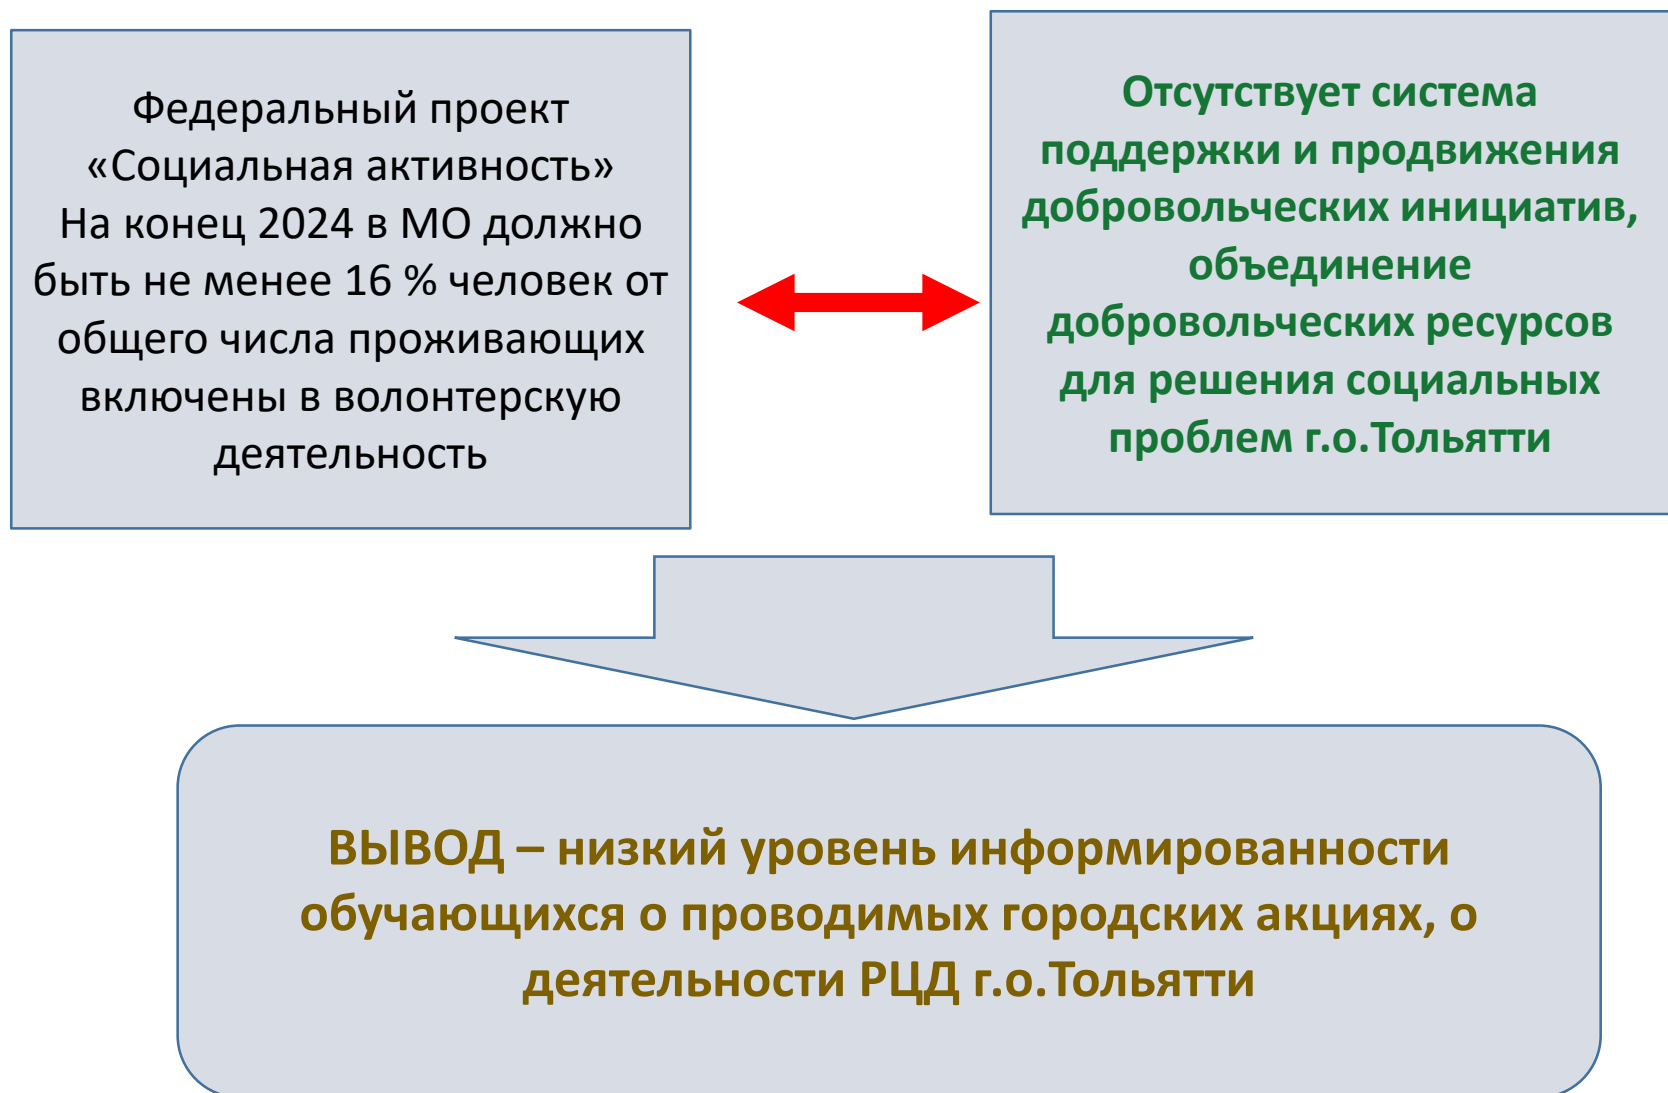 Федеральный проект
«Социальная активность»
На конец 2024 в МО должно
быть не менее 16 % человек от
общего числа проживающих
включены в волонтерскую
деятельность
Отсутствует система
поддержки и продвижения
добровольческих инициатив,
объединение
добровольческих ресурсов
для решения социальных
проблем г.о.Тольятти
ВЫВОД – низкий уровень информированности
обучающихся о проводимых городских акциях, о
деятельности РЦД г.о.Тольятти